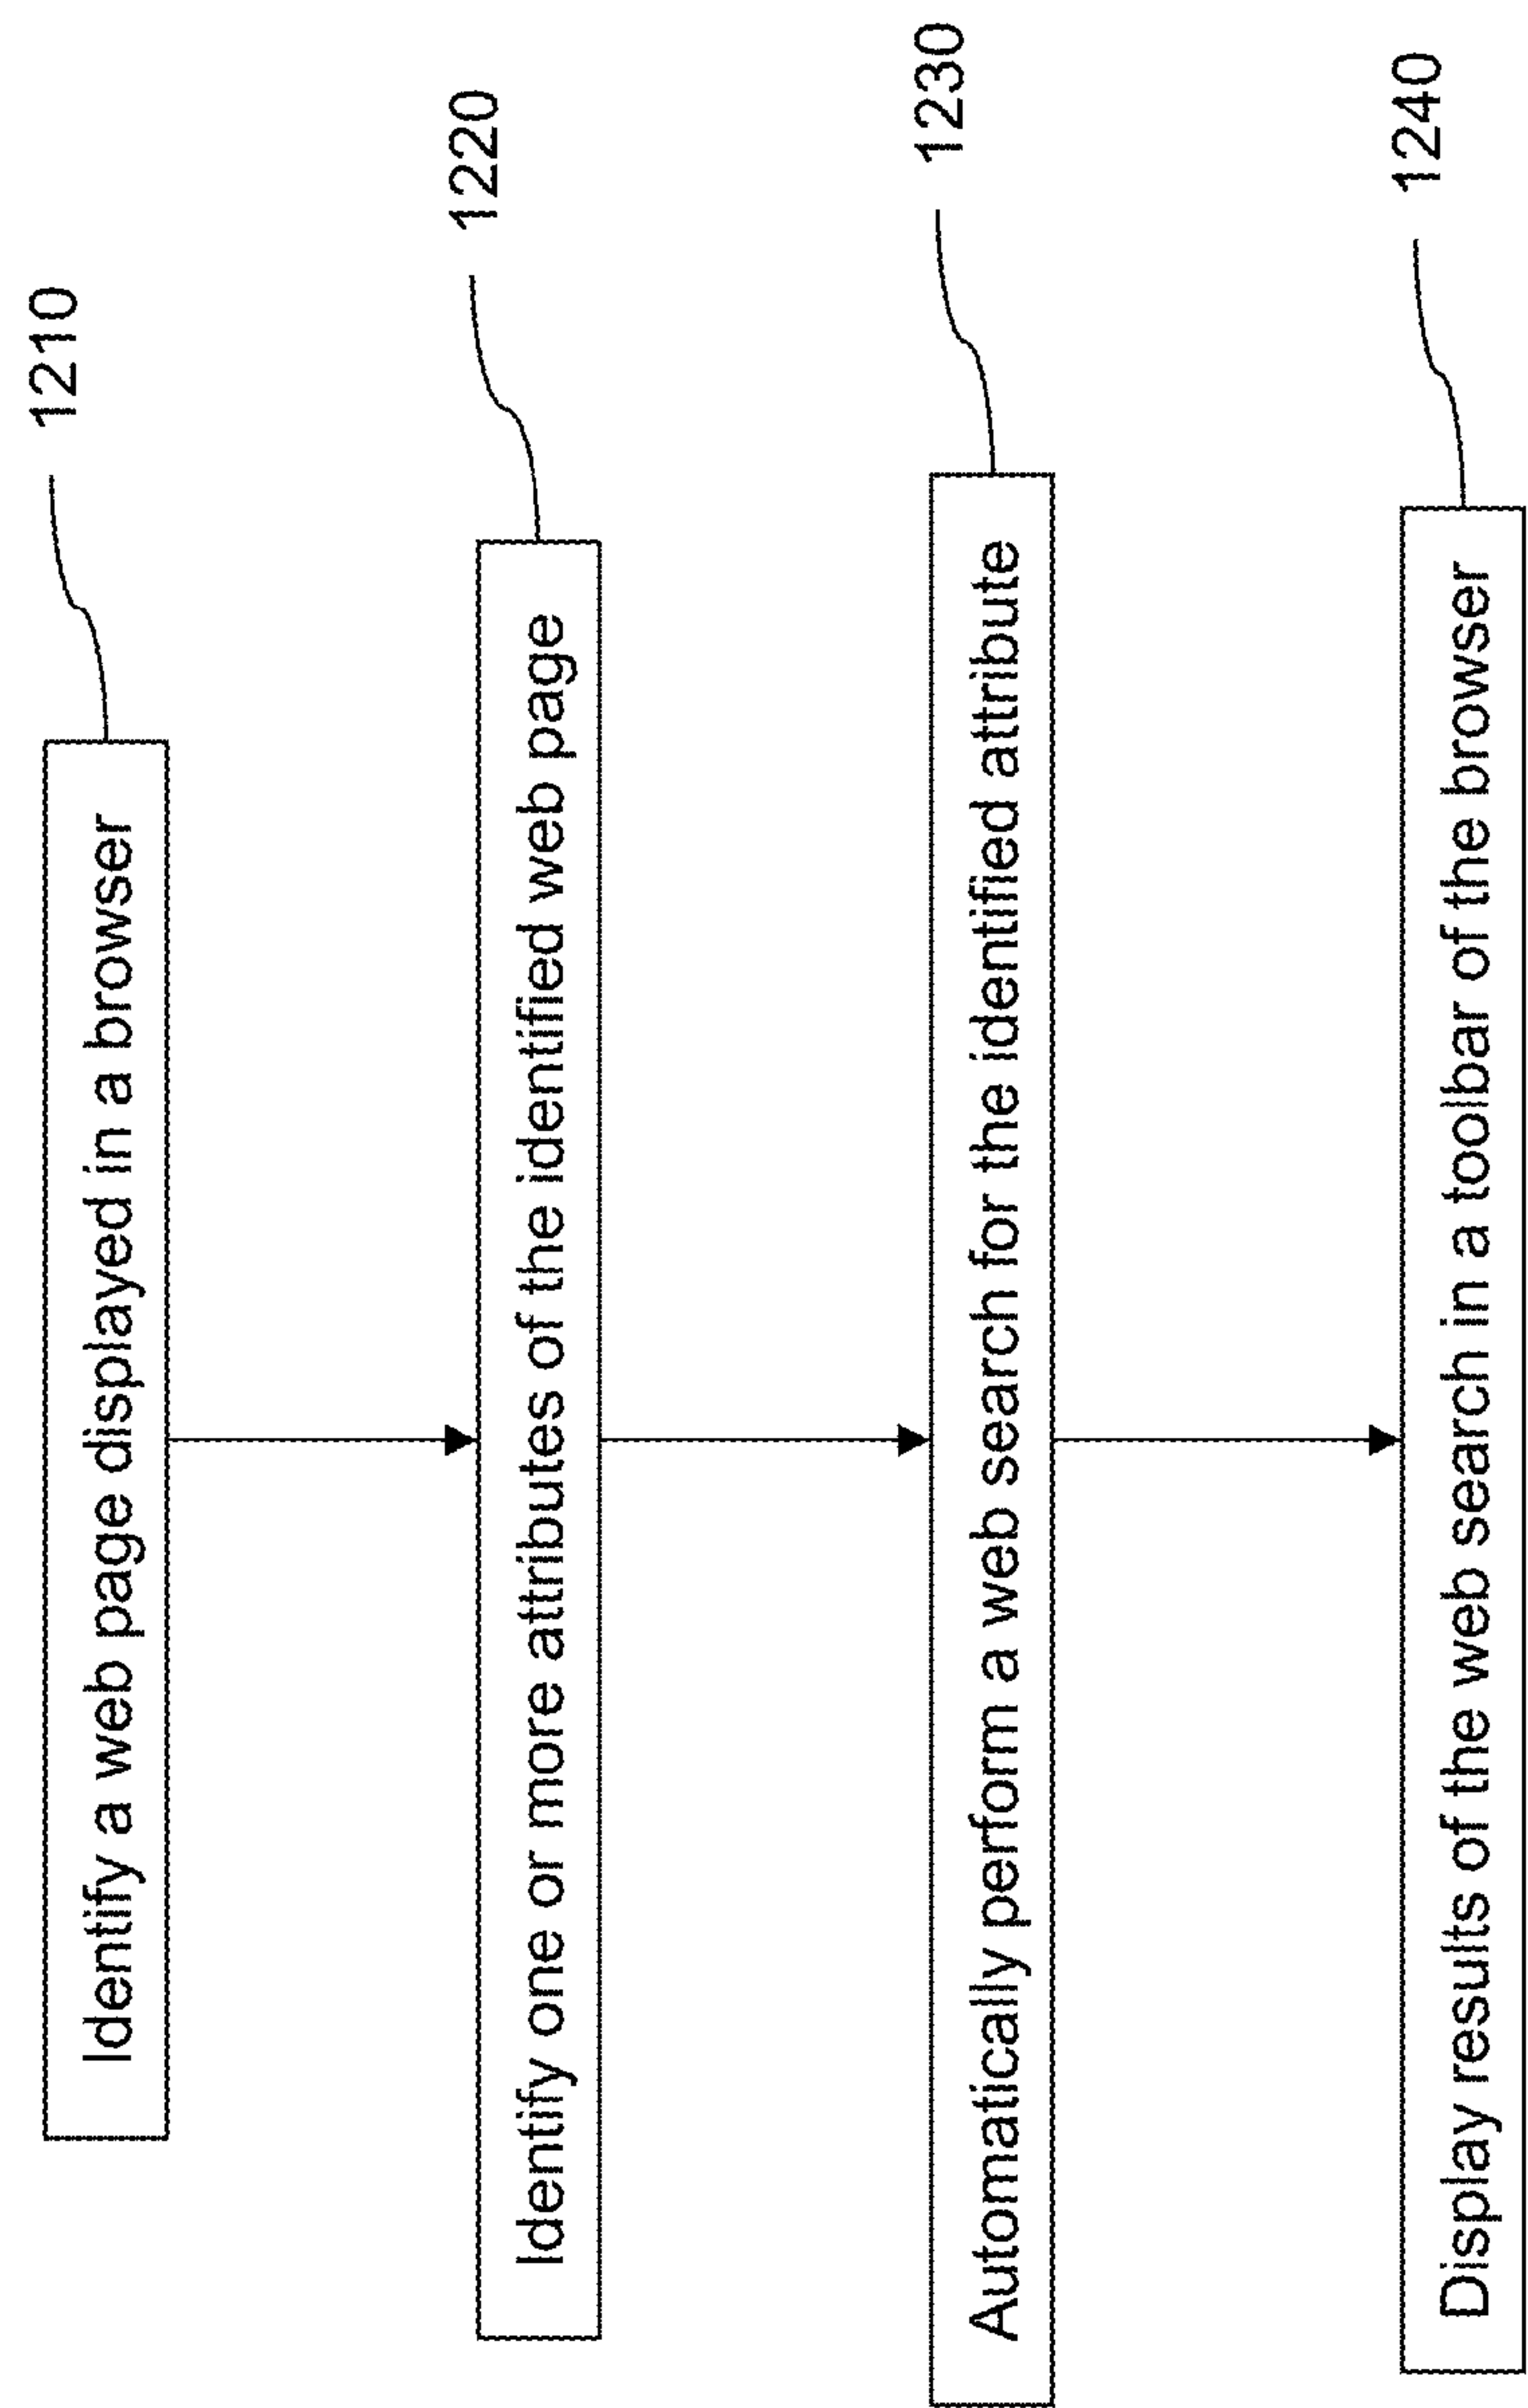 1210
Identify a web page displayed in a browser
1220
Identify one or more attributes of the identified web page
1230
Automatically perform a web search for the identified attribute
1240
Display results of the web search in a toolbar of the browser